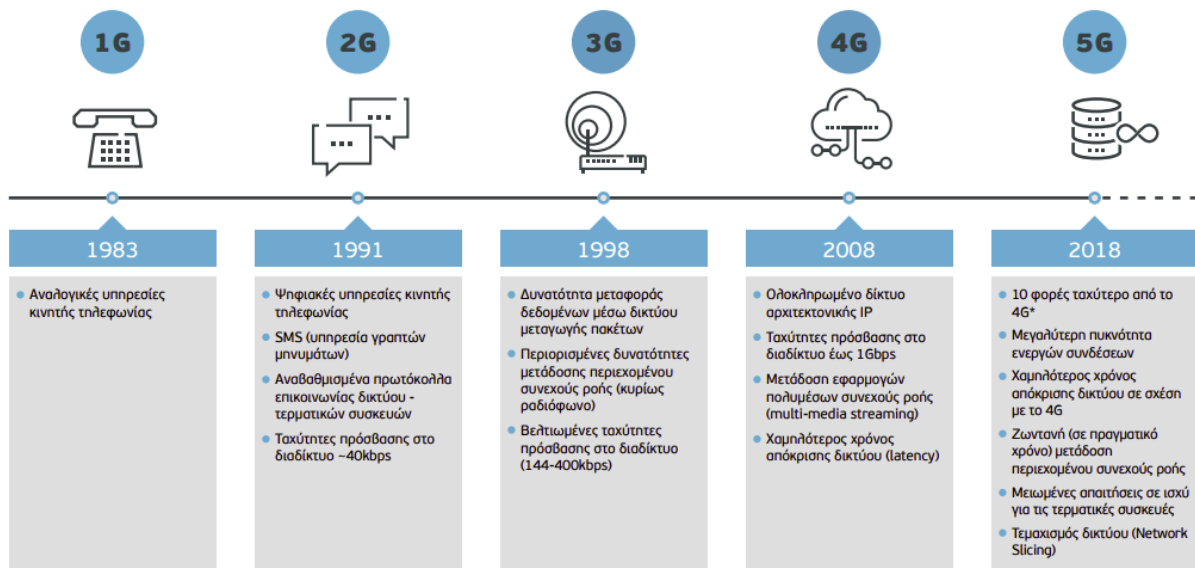 1G
2G
3G
4G
5G
1983
1991
1998
2008
2018
Αναλογικές υπηρεσίες
κινητής τηλεφωνίας
Ψηφιακές υπηρεσίες κινητής
τηλεφωνίας
SMS (υπηρεσία γραπτών
μηνυμάτων)
Αναβαθμισμένα πρωτόκολλα
επικοινωνίας δικτύου -
τερματικών συσκευών
Ταχύτητες πρόσβασης στο
διαδίκτυο ~40kbps
Δυνατότητα μεταφοράς
δεδομένων μέσω δικτύου
μεταγωγής πακέτων
Περιορισμένες δυνατότητες
μετάδοσης περιεχομένου
συνεχούς ροής (κυρίως
ραδιόφωνο)
Βελτιωμένες ταχύτητες
πρόσβασης στο διαδίκτυο
(144-400kbps)
Ολοκληρωμένο δίκτυο
αρχιτεκτονικής IP
Ταχύτητες πρόσβασης στο
διαδίκτυο έως 1Gbps
Μετάδοση εφαρμογών
πολυμέσων συνεχούς ροής
(multi-media streaming)
Χαμηλότερος χρόνος
απόκρισης δικτύου (latency)
10 φορές ταχύτερο από το
4G*
Μεγαλύτερη πυκνότητα
ενεργών συνδέσεων
Χαμηλότερος χρόνος
απόκρισης δικτύου σε σχέση
με το 4G
Ζωντανή (σε πραγματικό
χρόνο) μετάδοση
περιεχομένου συνεχούς ροής
Μειωμένες απαιτήσεις σε ισχύ
για τις τερματικές συσκευές
Τεμαχισμός δικτύου (Network
Slicing)